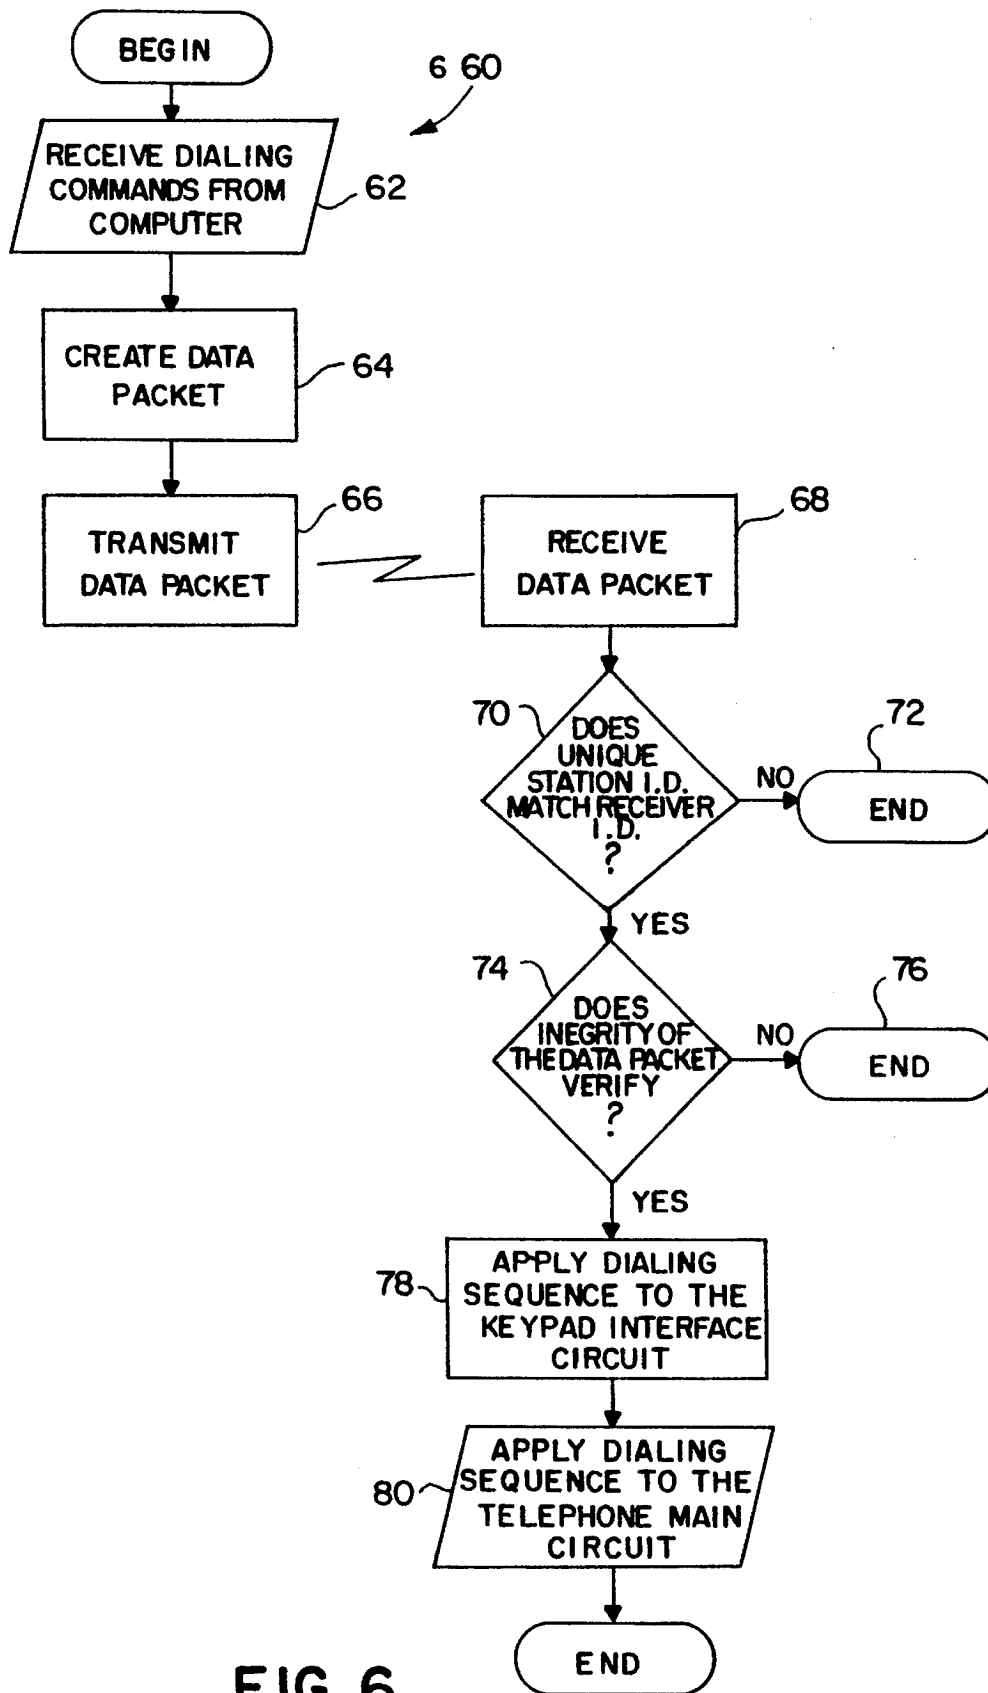 BEGIN
6 60
RECEIVE DIALING
COMMANDS FROM
COMPUTER
62
CREATE DATA
PACKET
64
TRANSMIT
DATA PACKET
66
RECEIVE
DATA PACKET
68
70
DOES
UNIQUE
STATION I.D.
MATCH RECEIVER
I.D.
?
NO
72
END
YES
74
DOES
INEGRITY OF
THE DATA PACKET
VERIFY
?
NO
76
END
YES
78
APPLY DIALING
SEQUENCE TO THE
KEYPAD INTERFACE
CIRCUIT
80
APPLY DIALING
SEQUENCE TO THE
TELEPHONE MAIN
CIRCUIT
END
FIG. 6